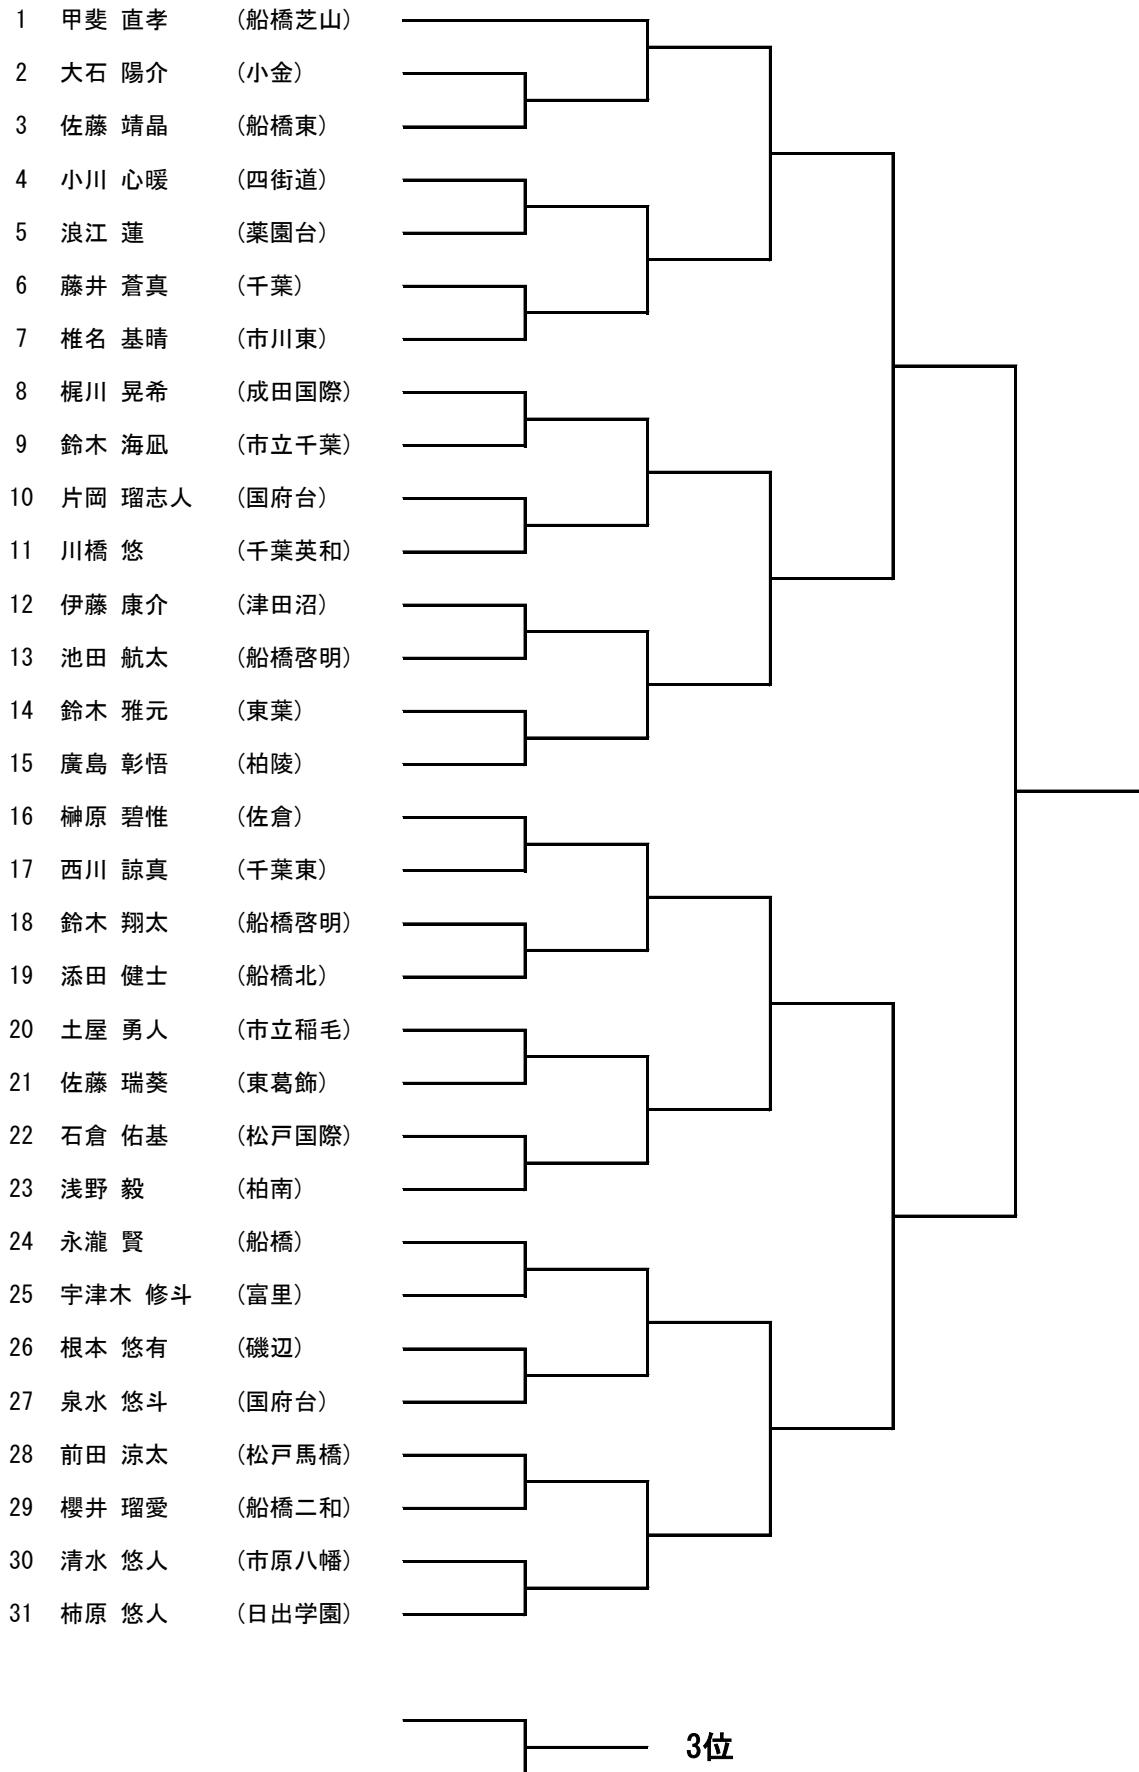 1 甲斐 直孝 (船橋芝山)
2 大石 陽介 (小金)
3 佐藤 靖晶 (船橋東)
4 小川 心暖 (四街道)
5 浪江 蓮 (薬園台)
6 藤井 蒼真 (千葉)
7 椎名 基晴 (市川東)
8 梶川 晃希 (成田国際)
9 鈴木 海凪 (市立千葉)
10 片岡 瑠志人 (国府台)
11 川橋 悠 (千葉英和)
12 伊藤 康介 (津田沼)
13 池田 航太 (船橋啓明)
14 鈴木 雅元 (東葉)
15 廣島 彰悟 (柏陵)
16 榊原 碧惟 (佐倉)
17 西川 諒真 (千葉東)
18 鈴木 翔太 (船橋啓明)
19 添田 健士 (船橋北)
20 土屋 勇人 (市立稲毛)
21 佐藤 瑞葵 (東葛飾)
22 石倉 佑基 (松戸国際)
23 浅野 毅 (柏南)
24 永瀧 賢 (船橋)
25 宇津木 修斗 (富里)
26 根本 悠有 (磯辺)
27 泉水 悠斗 (国府台)
28 前田 涼太 (松戸馬橋)
29 櫻井 瑠愛 (船橋二和)
30 清水 悠人 (市原八幡)
31 柿原 悠人 (日出学園)
3位